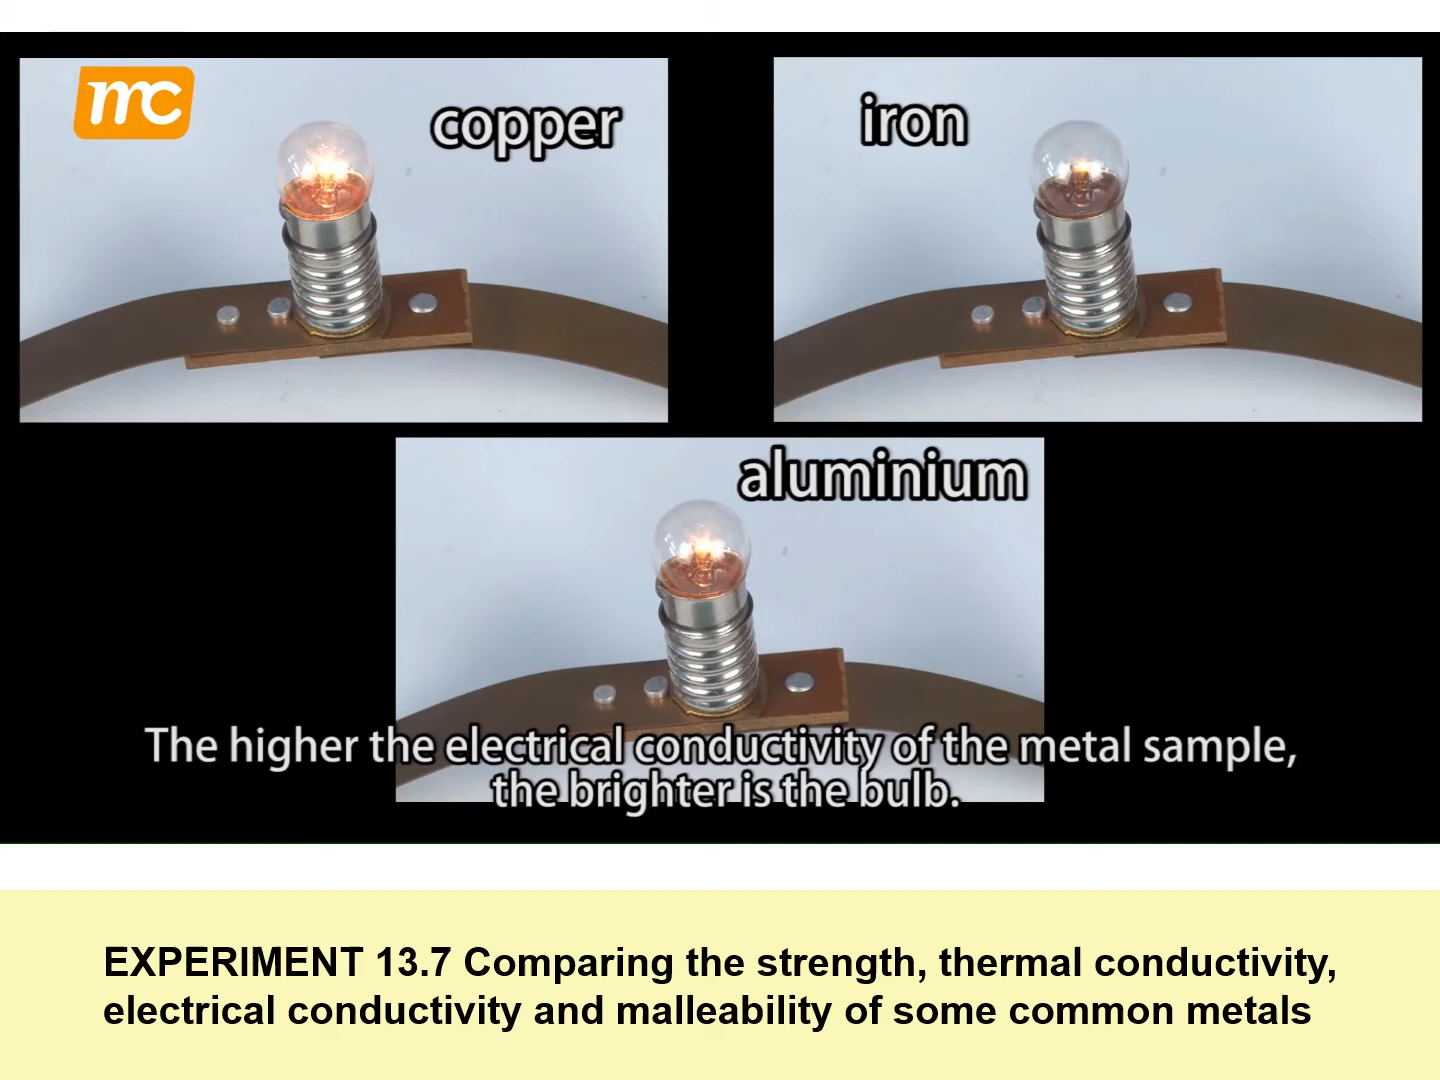 mc
copper
iron
aluminium
The higher the electrical conductivity of the metal sample,
the brighter is the bulb.
EXPERIMENT 13.7 Comparing the strength, thermal conductivity,
electrical conductivity and malleability of some common metals